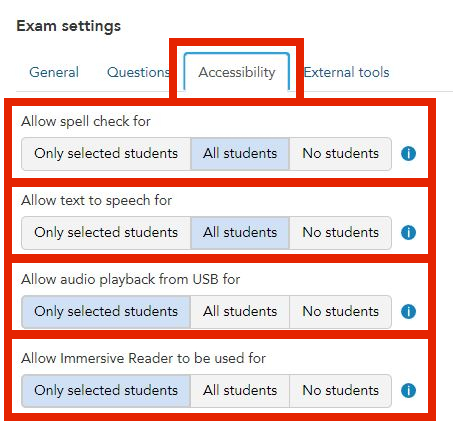 Exam settings
General Questions Accessibility External tools
Allow spell check for
Only selected students All students No students
Allow text to speech for
Only selected students All students No students
Allow audio playback from USB for
Only selected students All students No students
Allow Immersive Reader to be used for
Only selected students All students No students